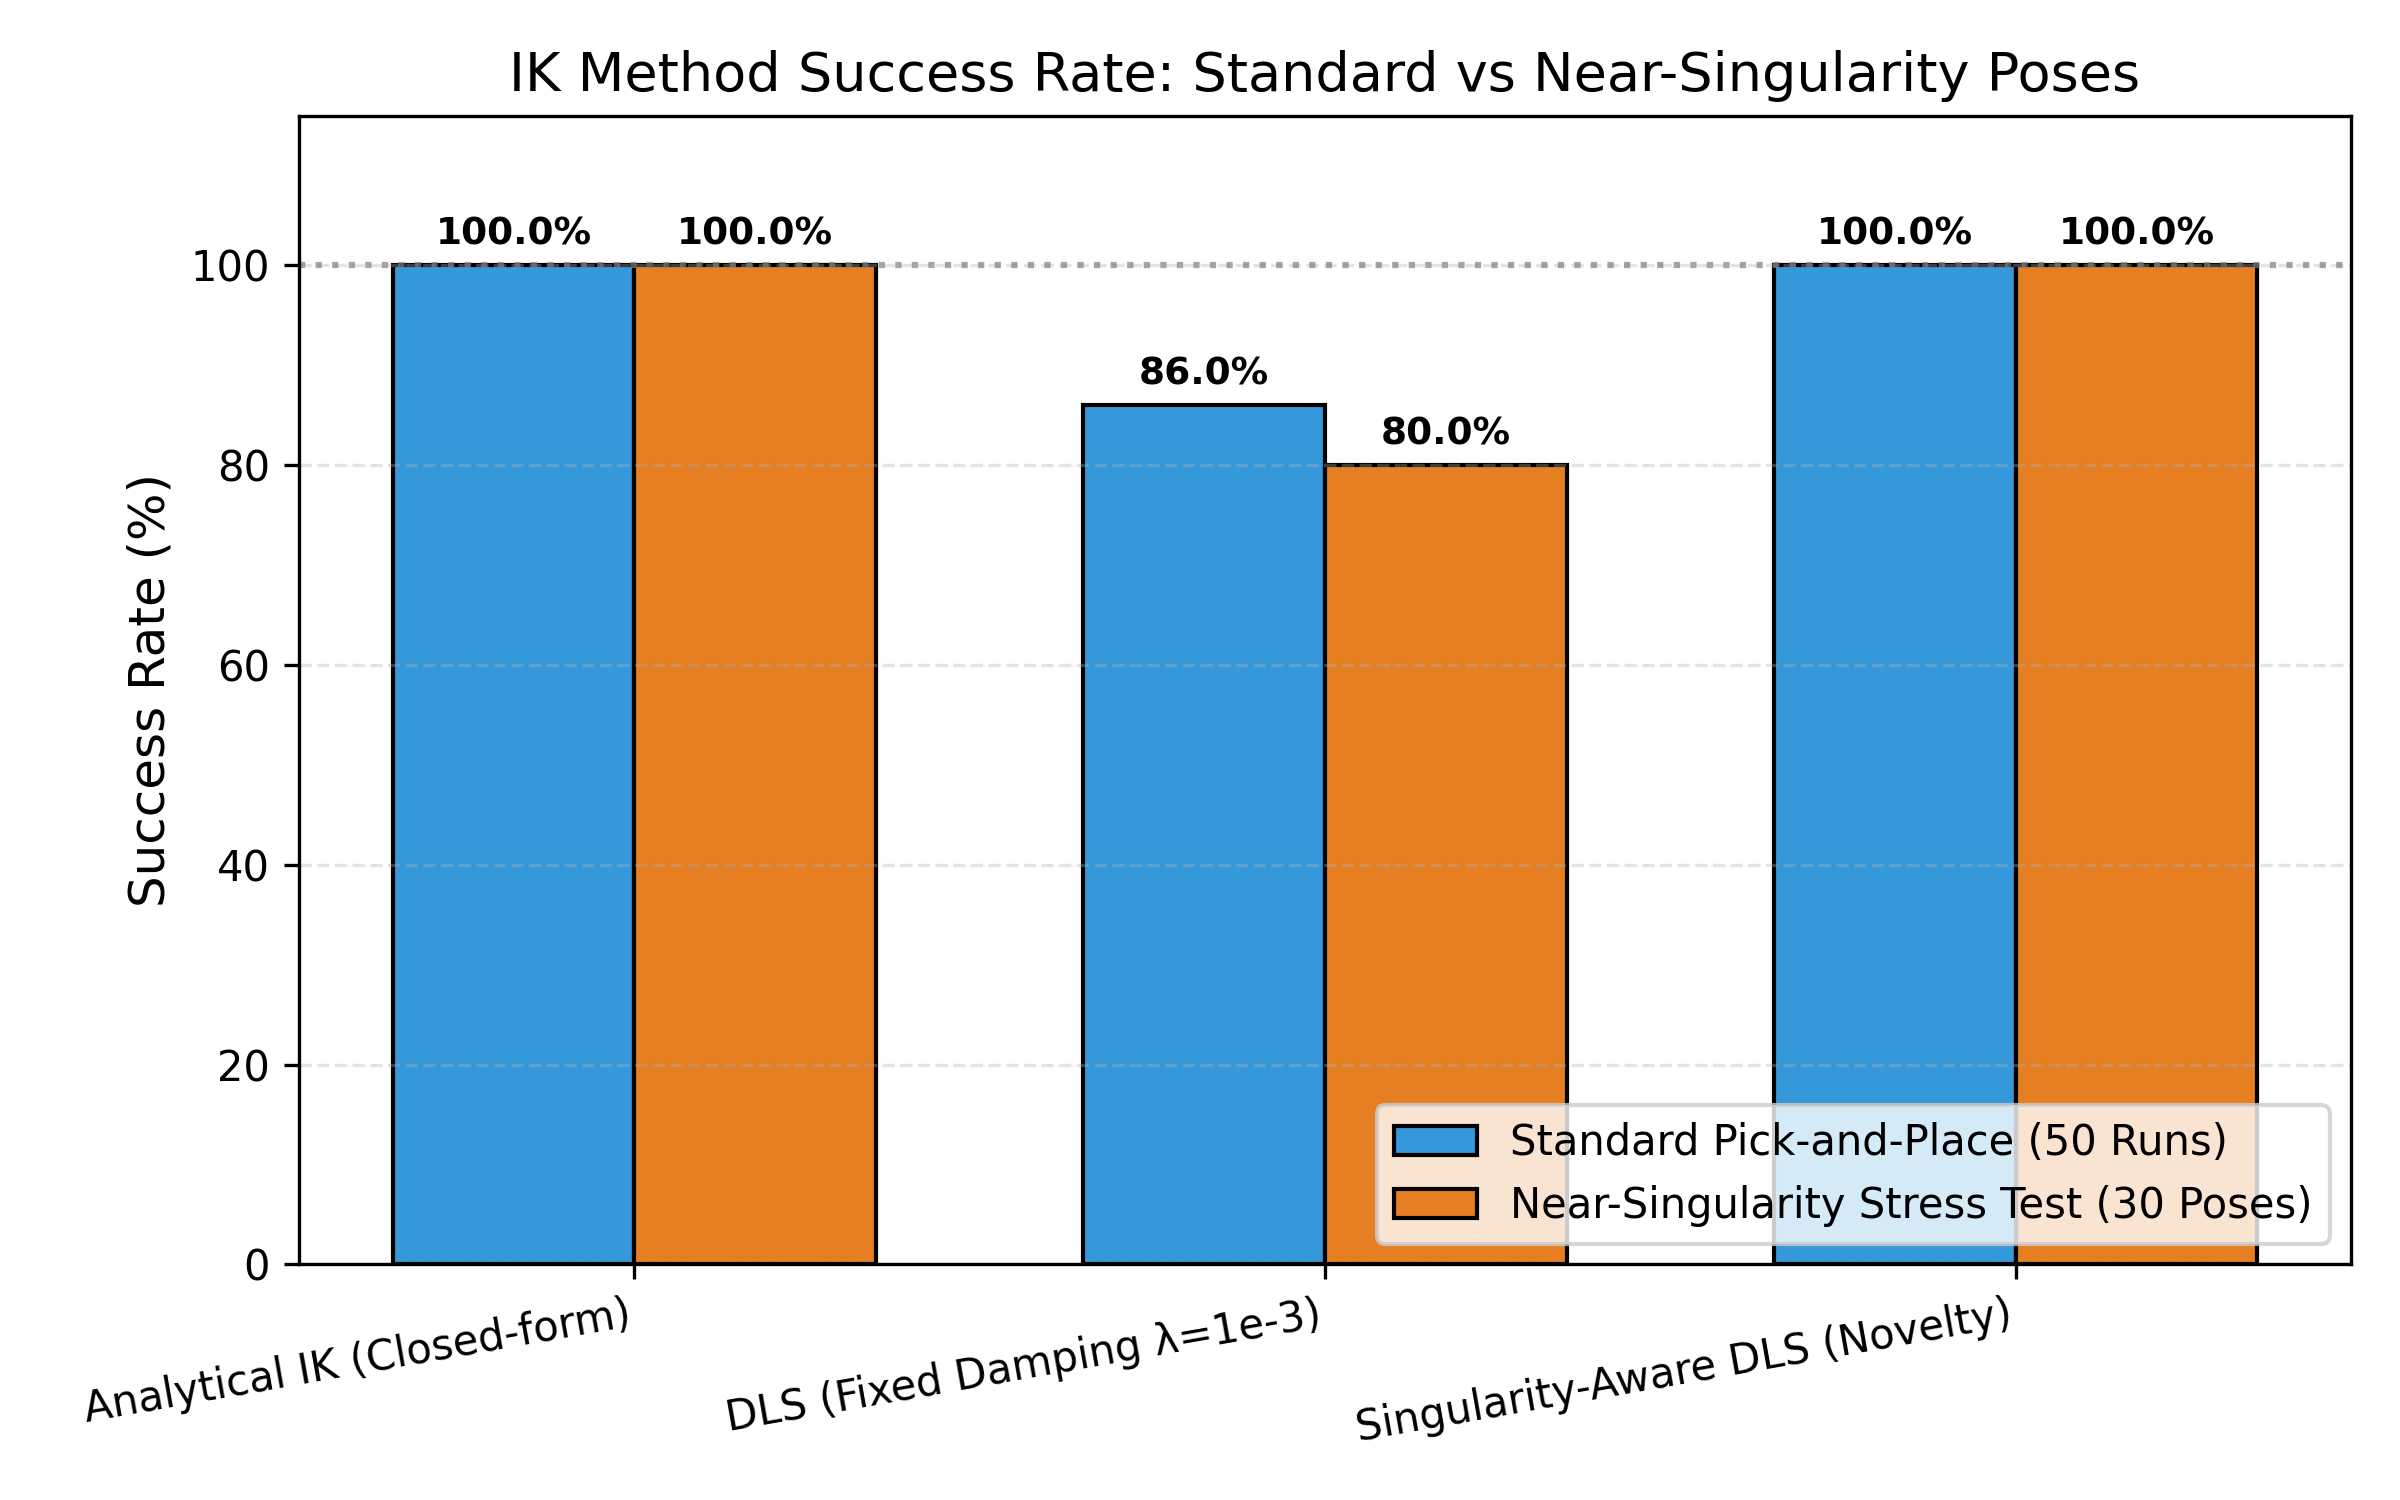 IK Method Success Rate: Standard vs Near-Singularity Poses
100.0%
100.0%
86.0%
80.0%
100.0%
100.0%
Success Rate (%)
100
80
60
40
20
0
Standard Pick-and-Place (50 Runs)
Near-Singularity Stress Test (30 Poses)
Analytical IK (Closed-form)
DLS (Fixed Damping λ=1e-3)
Singularity-Aware DLS (Novelty)